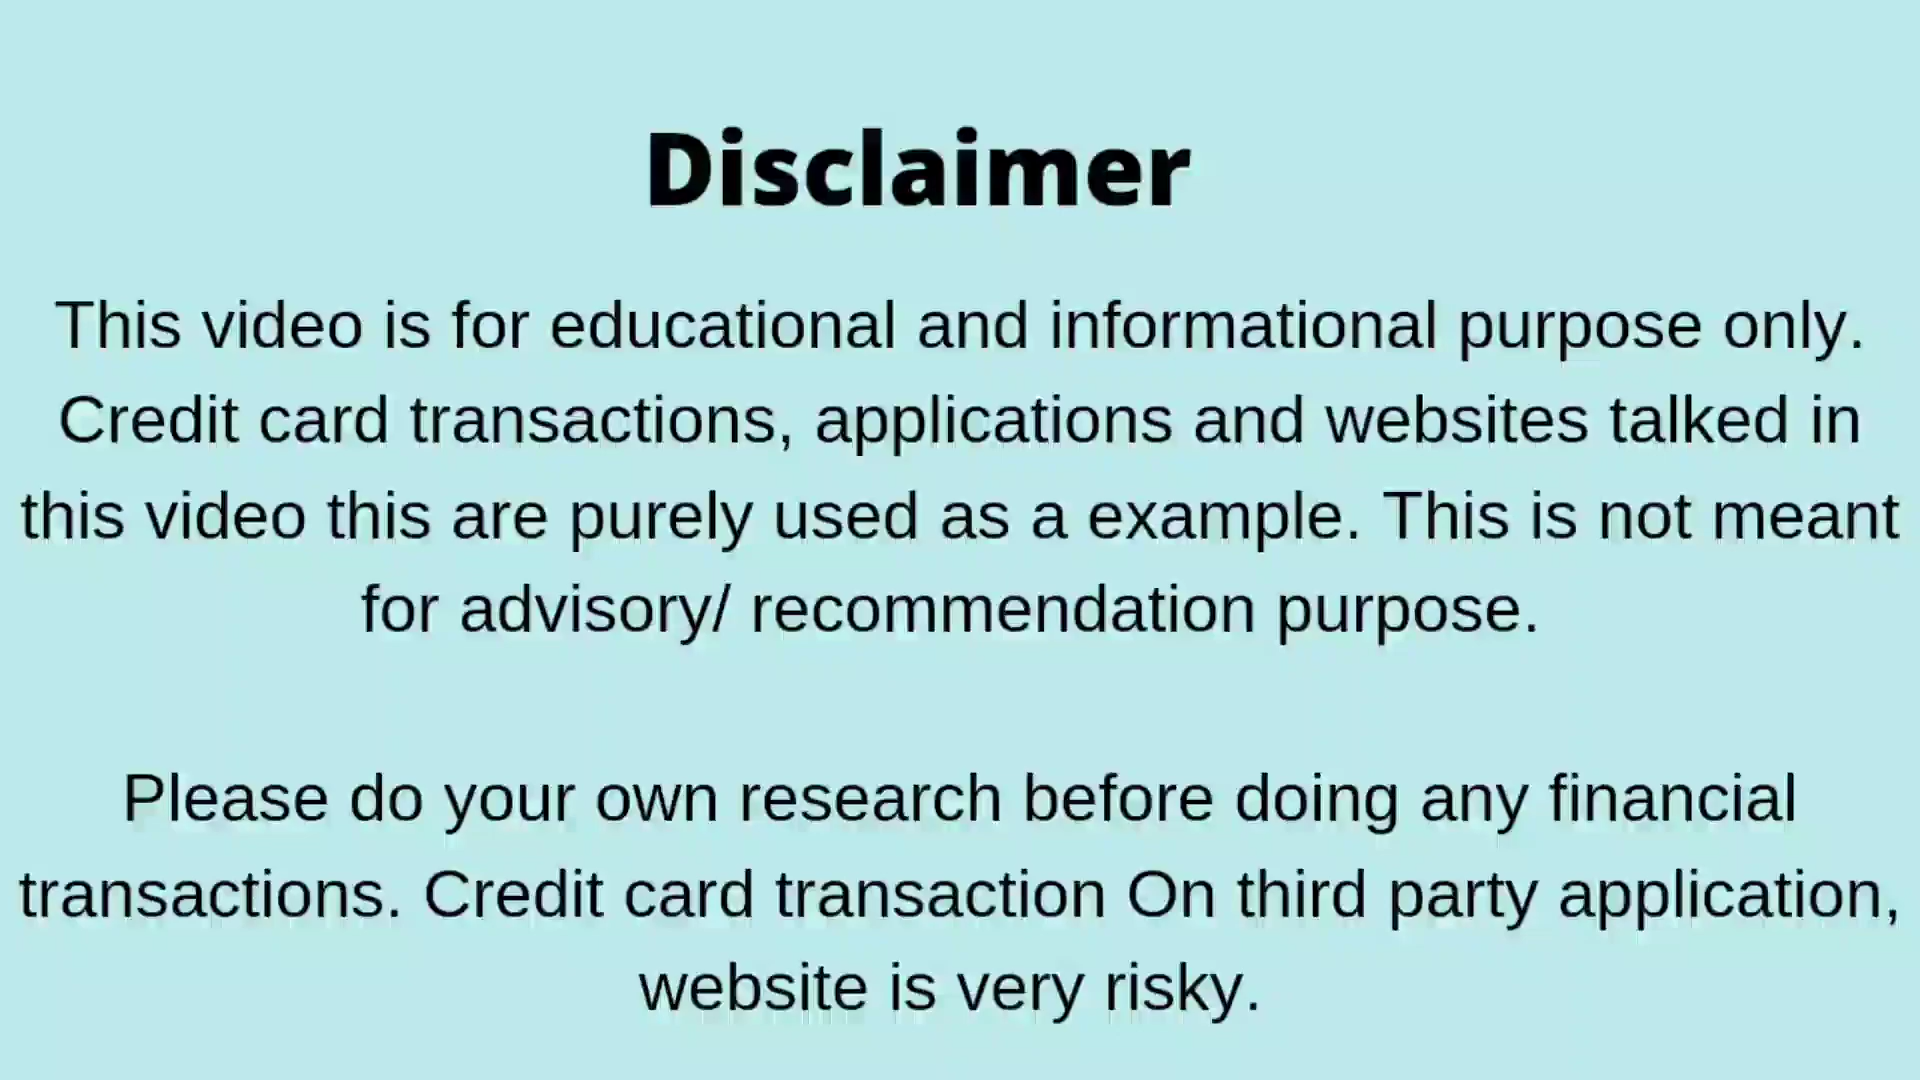 Disclaimer
This video is for educational and informational purpose only.
Credit card transactions, applications and websites talked in
this video this are purely used as a example. This is not meant
for advisory/ recommendation purpose.
Please do your own research before doing any financial
transactions. Credit card transaction On third party application,
website is very risky.